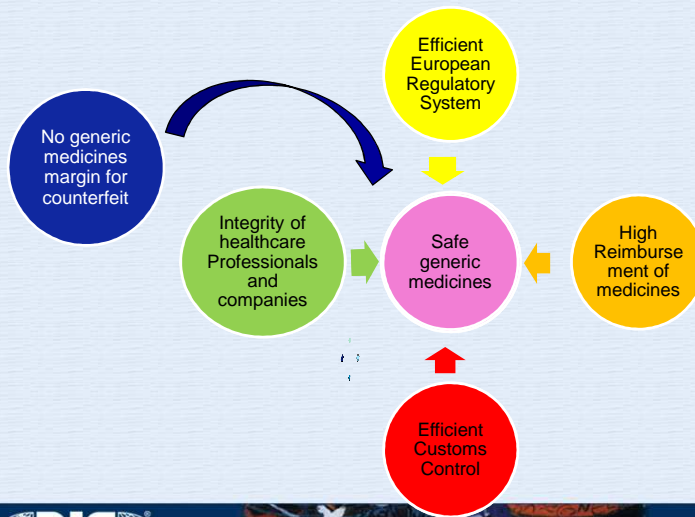 Efficient
European
Regulatory
System
No generic
medicines
margin for
counterfeit
Integrity of
healthcare
Professionals
and
companies
Safe
generic
medicines
High
Reimburse
ment of
medicines
Efficient
Customs
Control